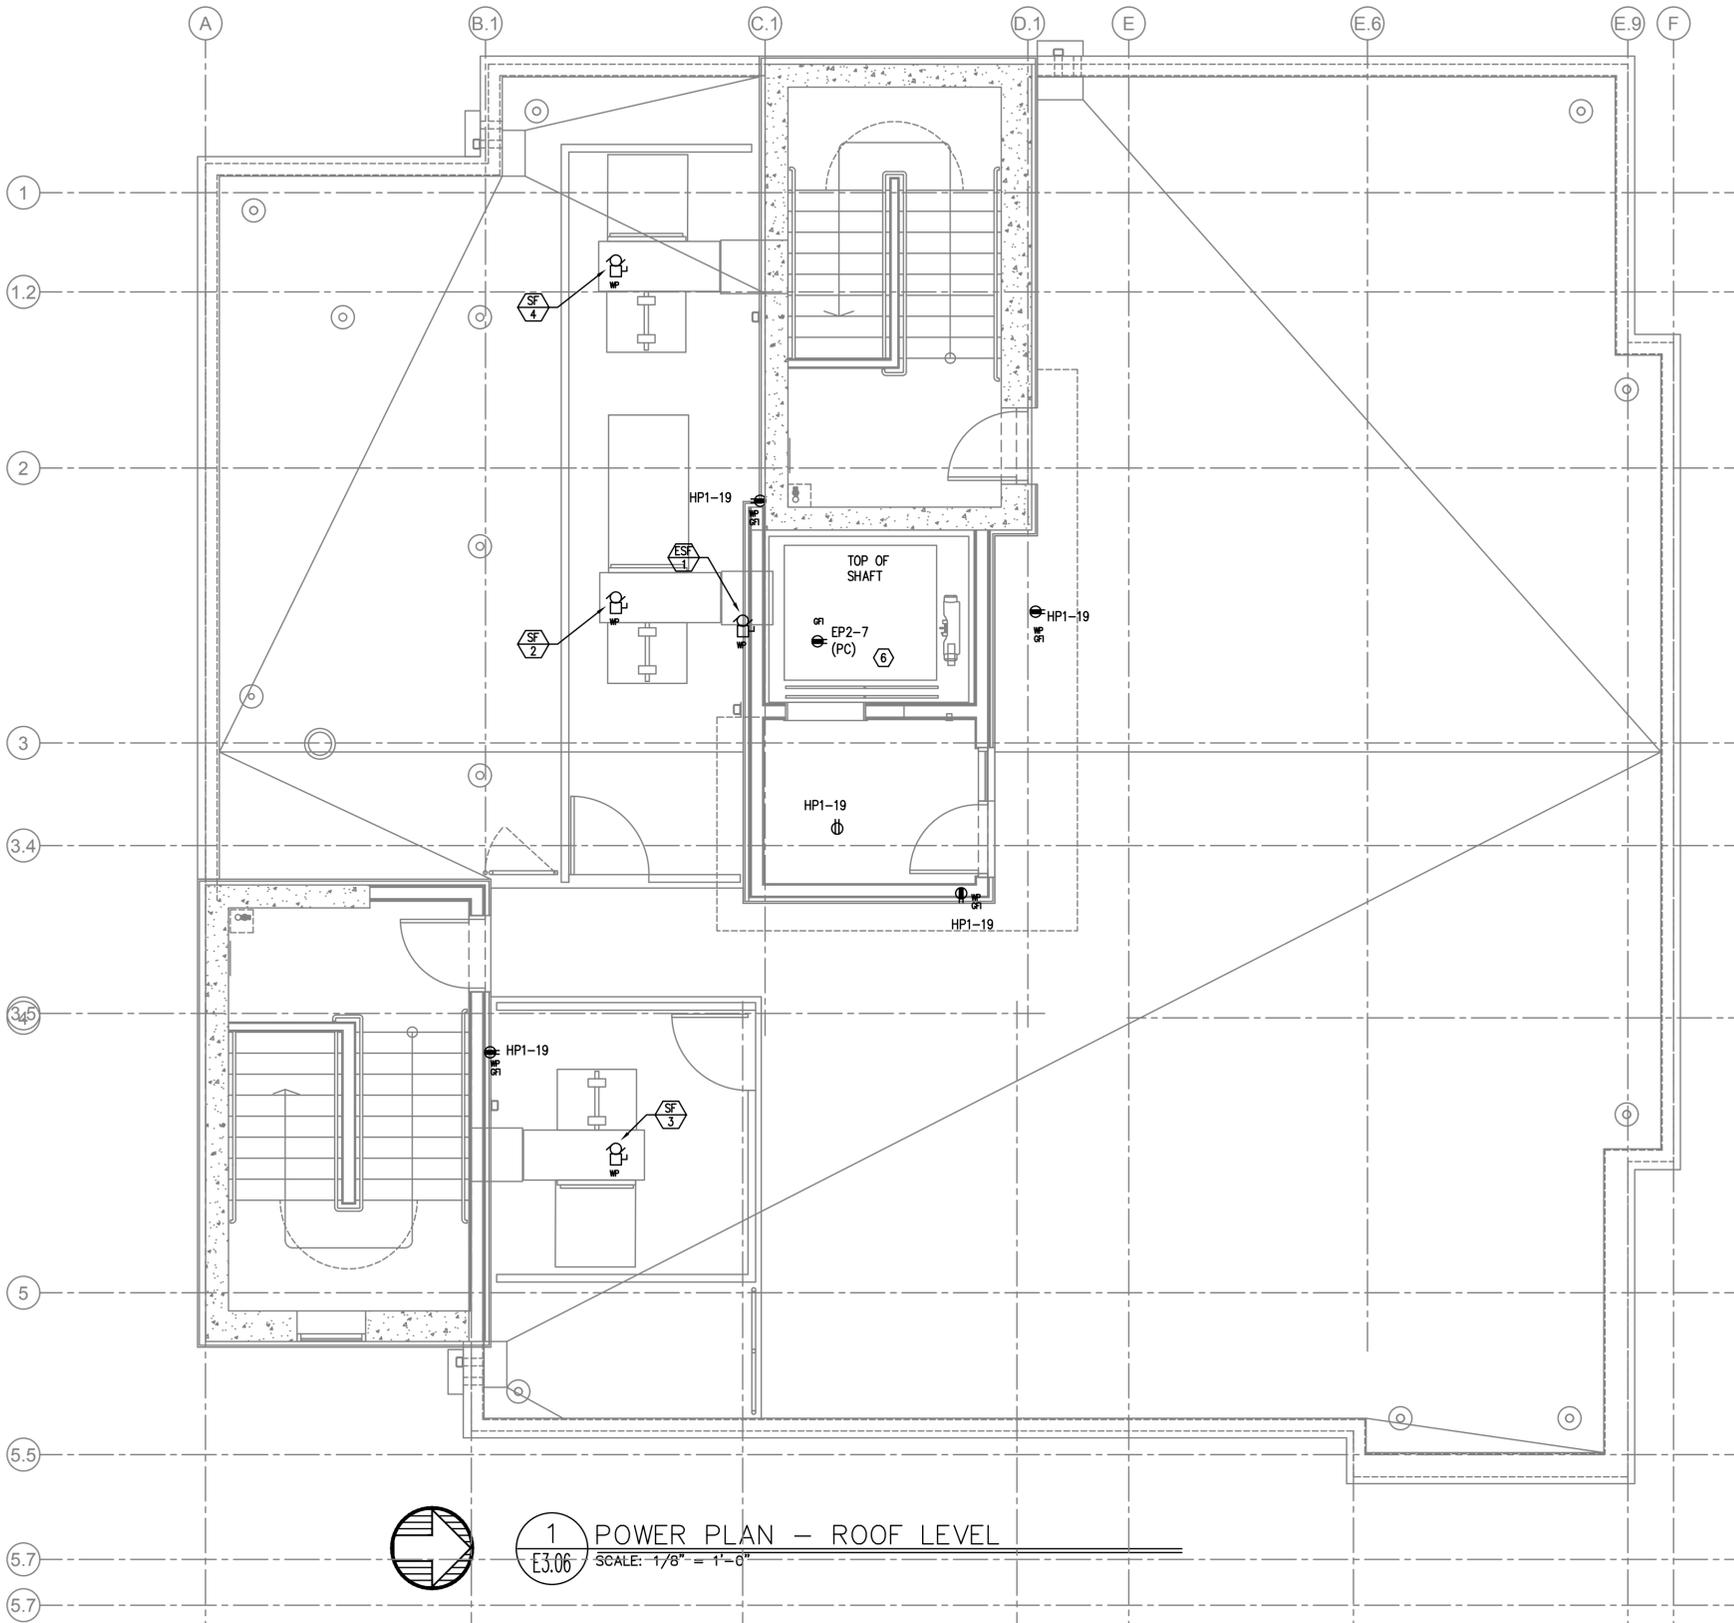 A
B.1
C.1
D.1
E
E.6
E.9
F
1
1.2
SF
4
WP
2
HP1-19
WP
GFI
ESF
1
TOP OF
SHAFT
GFI
EP2-7
(PC)
6
HP1-19
WP
GFI
SF
2
WP
WP
3
HP1-19
3.4
WP
GFI
HP1-19
3.5
4
HP1-19
WP
GFI
SF
3
WP
5
5.5
1
E3.06
POWER PLAN - ROOF LEVEL
SCALE: 1/8" = 1'-0"
5.7
5.7